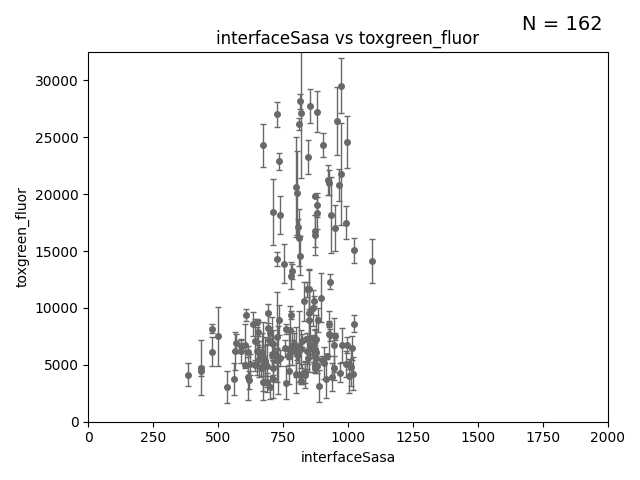 N = 162
interfaceSasa vs toxgreen_fluor
toxgreen_fluor
30000
25000
20000
15000
10000
5000
0
0 250 500 750 1000 1250 1500 1750 2000
interfaceSasa